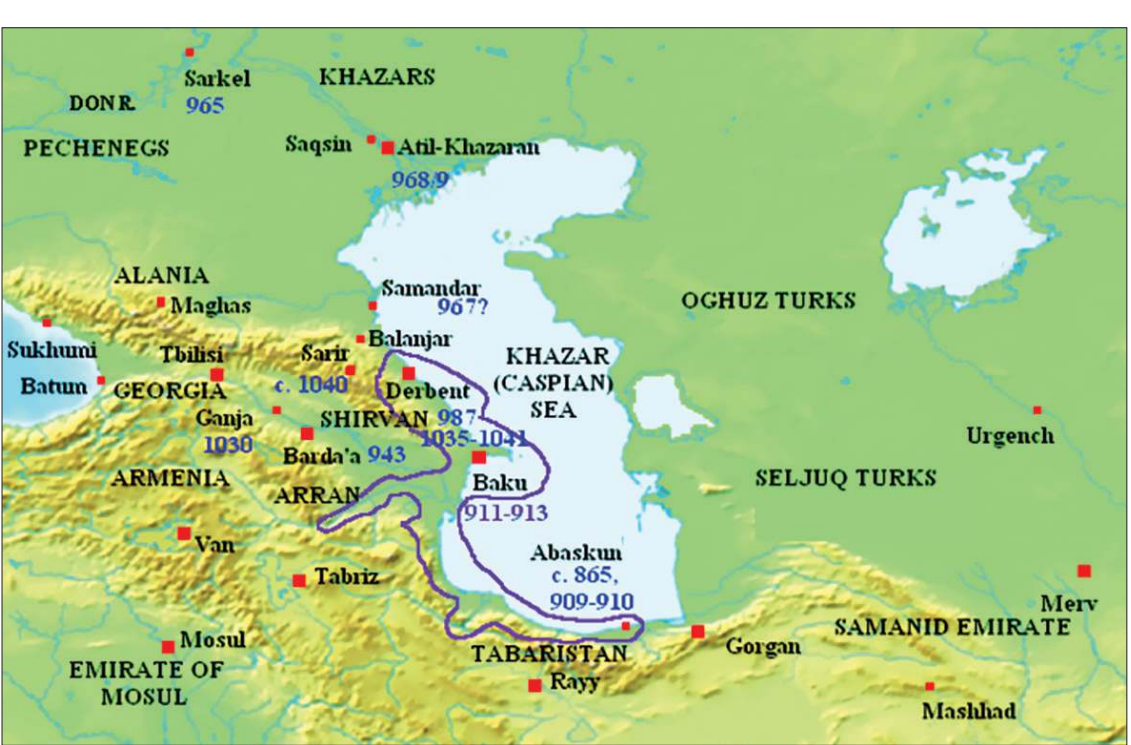 Sarkel
965
KHAZARS
DON R.
PECHENEGS
Saqsin
Atil-Khazaran
968/9
ALANIA
Maghas
Samandar
967?
OGHUZ TURKS
Sukhumi
Tbilisi
Sarir
c. 1040
Balanjar
KHAZAR
(CASPIAN)
SEA
Batum
GEORGIA
Derbent
987-
1035-1041
Ganja
1030
SHIRVAN
Barda'a 943
Urgench
ARMENIA
ARRAN
Baku
911-913
SELJUQ TURKS
Van
Tabriz
Abaskun
c. 865,
909-910
Merv
Mosul
EMIRATE OF
MOSUL
TABARISTAN
Rayy
Gorgan
SAMANID EMIRATE
Mashhad